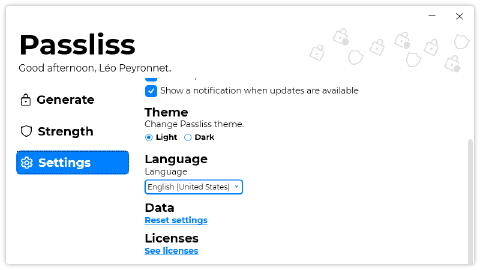 Passliss
Good afternoon, Léo Peyronnet.
Generate
Strength
Settings
Show a notification when updates are available
Theme
Change Passliss theme.
Light Dark
Language
Language
English (United States)
Data
Reset settings
Licenses
See licenses